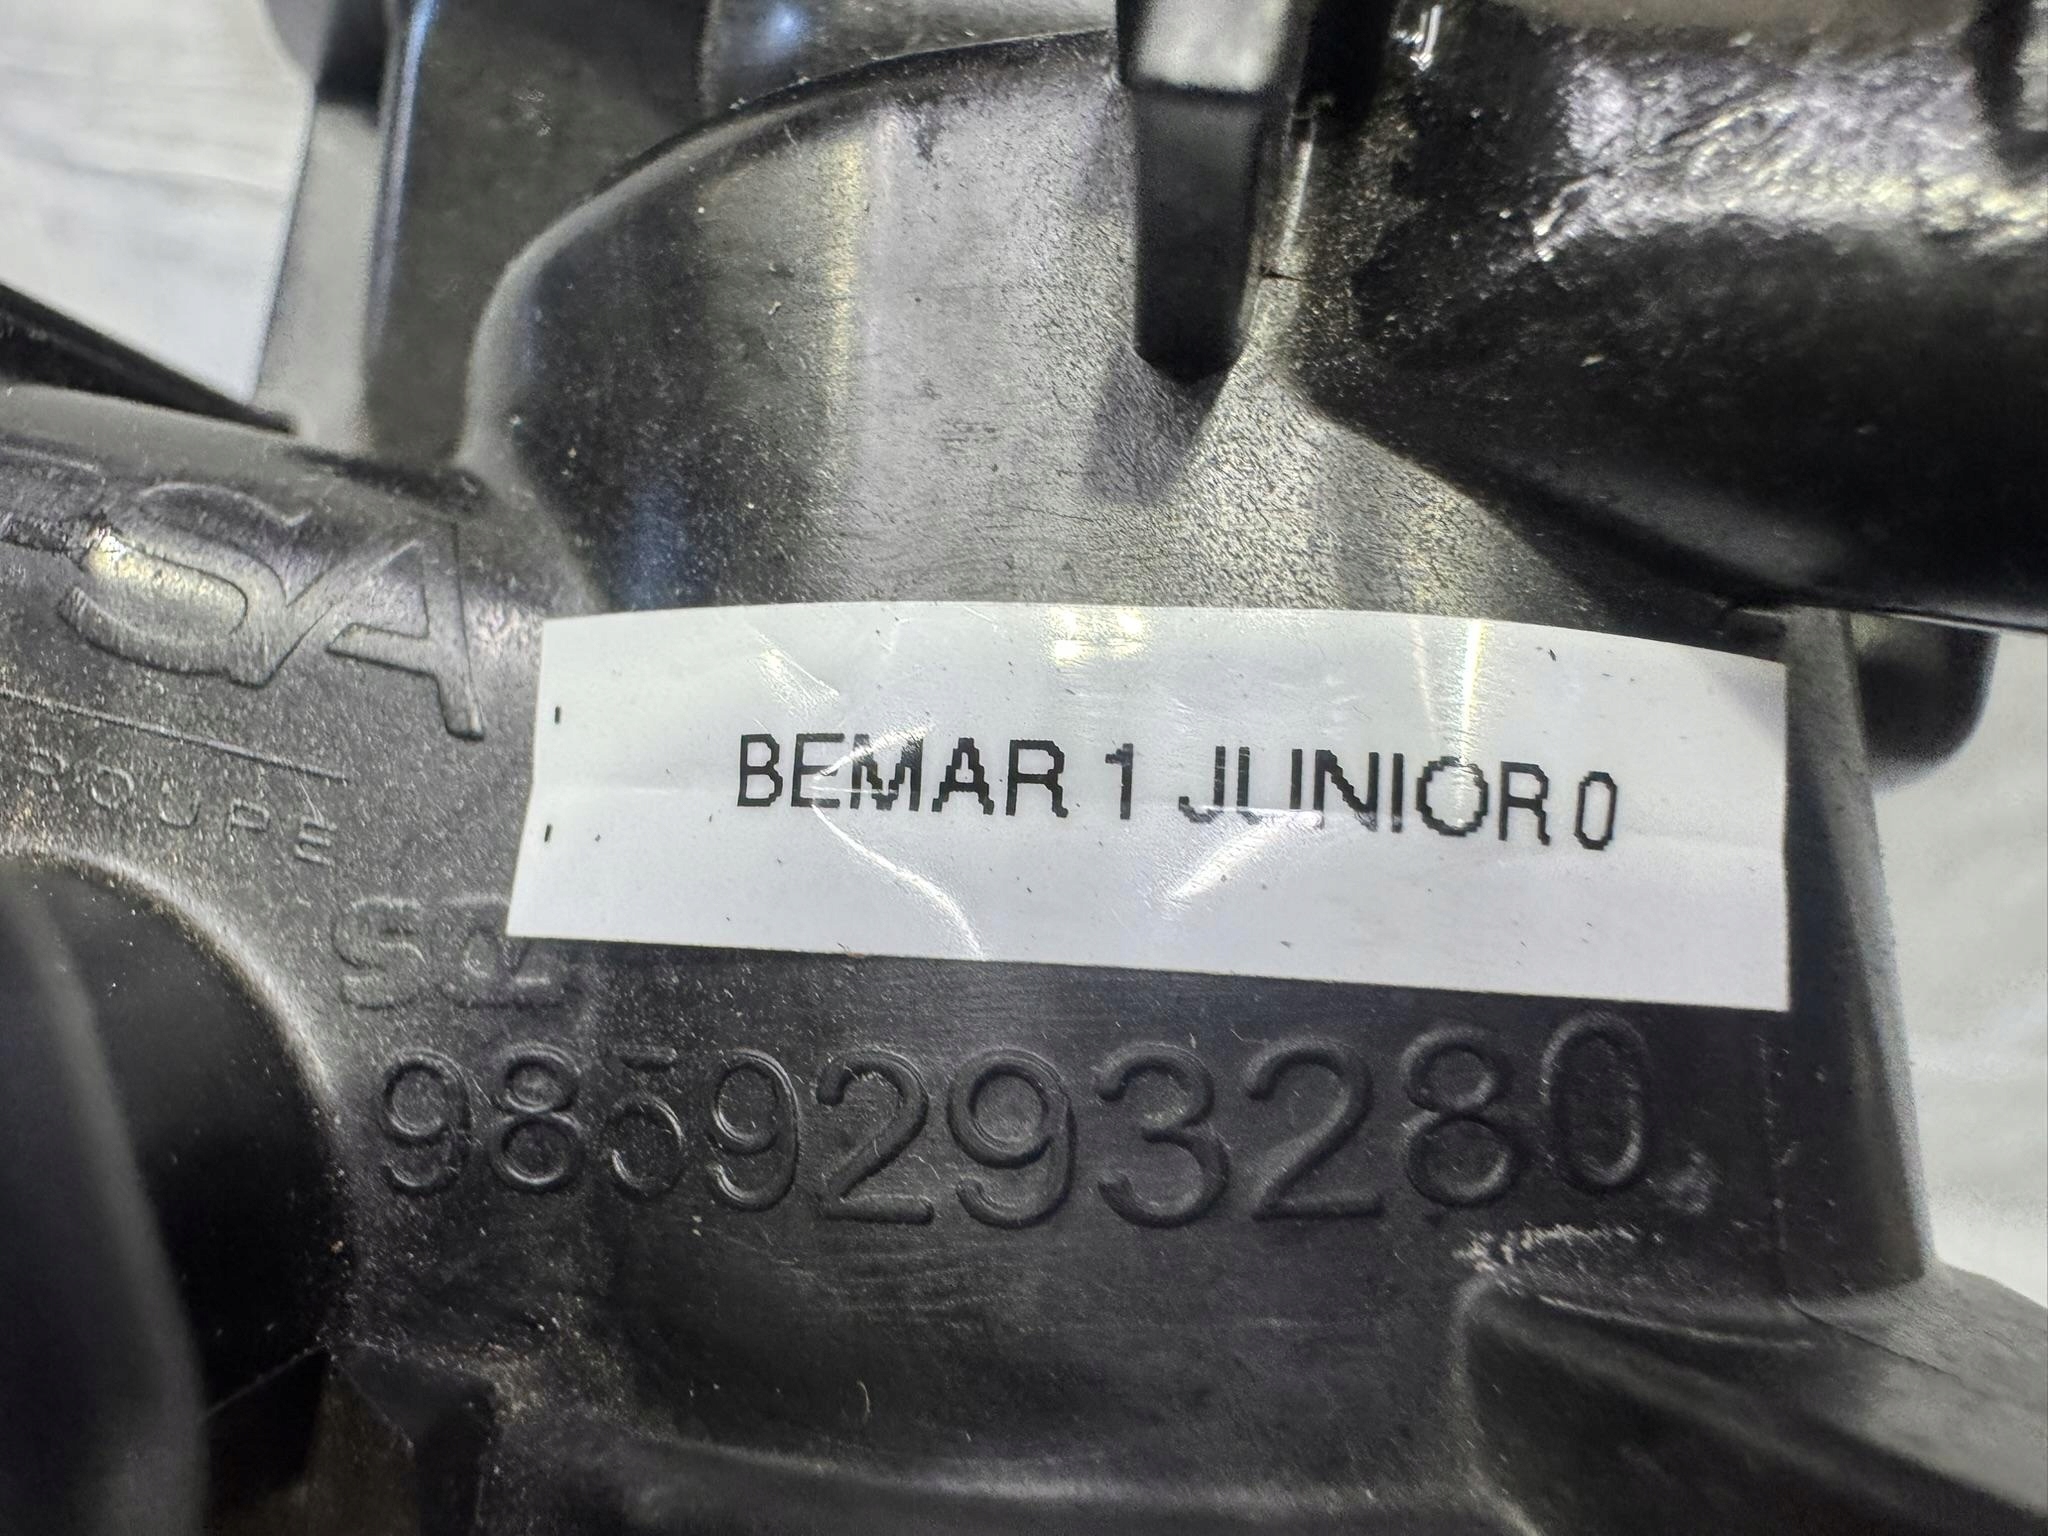 PSA
GROUPE
BEMAR 1 JUNIOR 0
9859293280